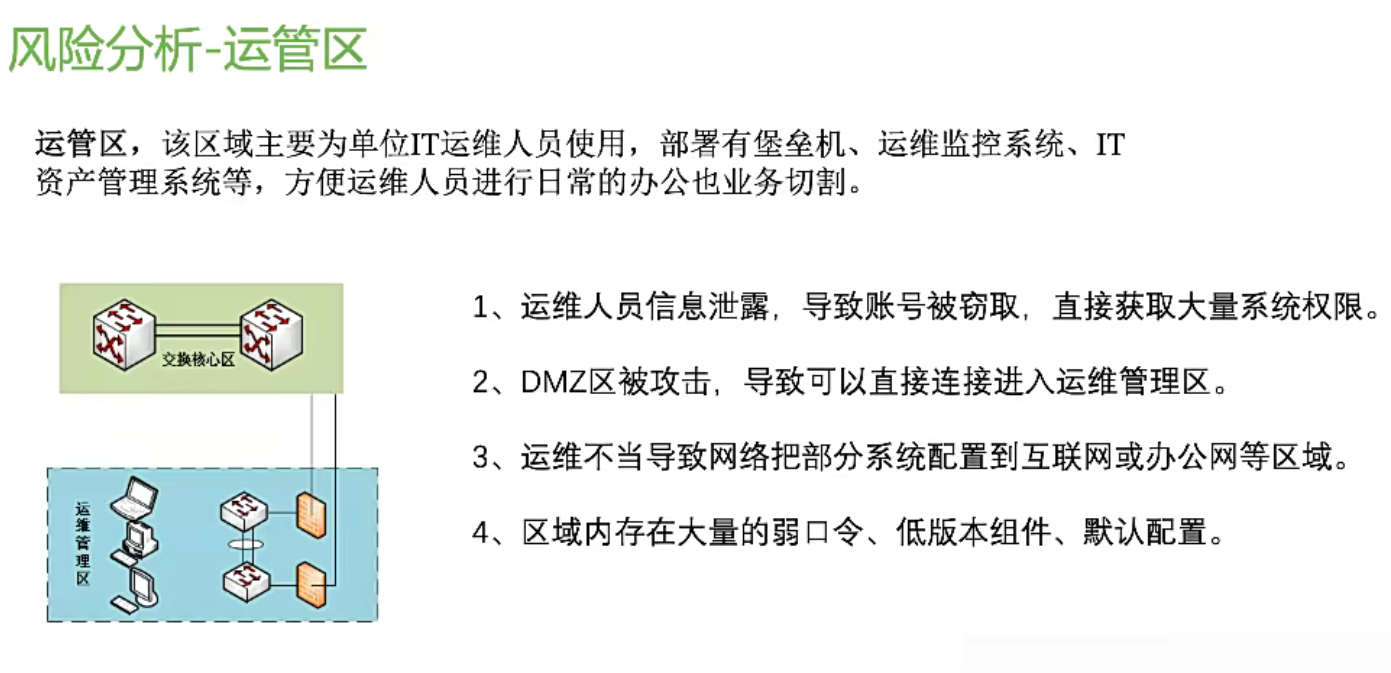 风险分析-运管区
运管区，该区域主要为单位IT运维人员使用，部署有堡垒机、运维监控系统、IT
资产管理系统等，方便运维人员进行日常的办公也业务切割。
交换核心区
运维管理区
1、运维人员信息泄露，导致账号被窃取，直接获取大量系统权限。
2、DMZ区被攻击，导致可以直接连接进入运维管理区。
3、运维不当导致网络把部分系统配置到互联网或办公网等区域。
4、区域内存在大量的弱口令、低版本组件、默认配置。